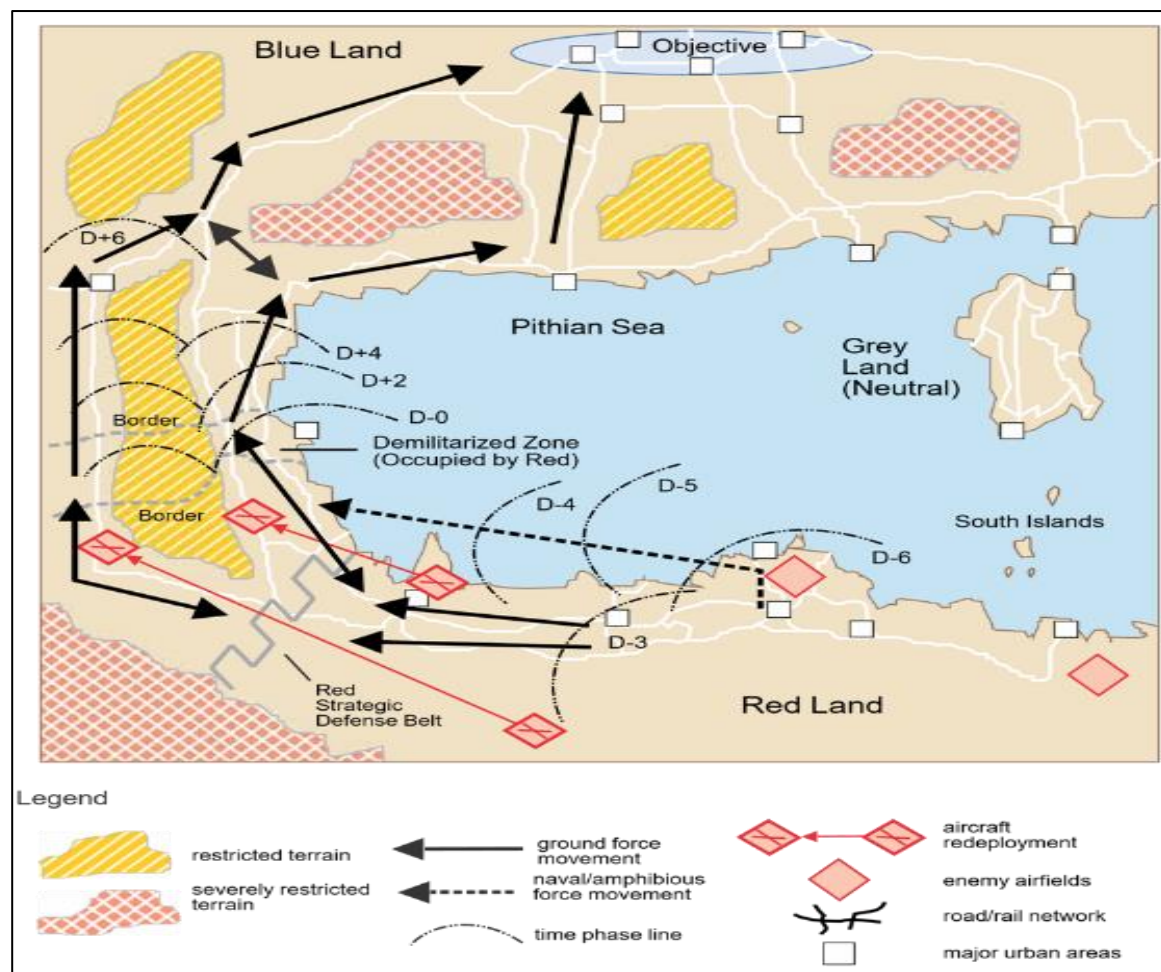 Blue Land
Objective
D+6
Pithian Sea
D+4
Grey
Land
(Neutral)
D+2
Border
D-0
Demilitarized Zone
(Occupied by Red)
D-5
D-4
Border
South Islands
D-6
D-3
Red
Strategic
Defense Belt
Red Land
Legend
restricted terrain
severely restricted
terrain
ground force
movement
naval/amphibious
force movement
time phase line
aircraft
redeployment
enemy airfields
road/rail network
major urban areas